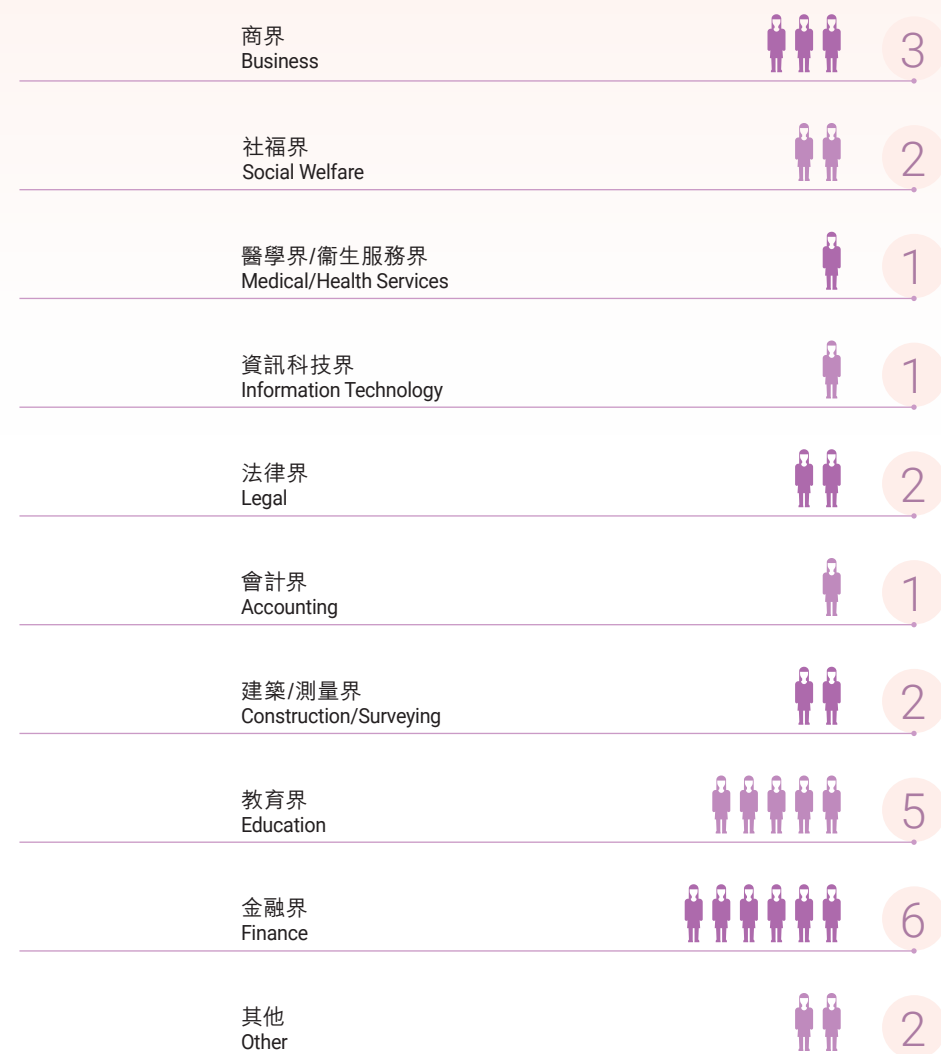 商界
Business
3
社福界
Social Welfare
2
醫學界/衞生服務界
Medical/Health Services
1
資訊科技界
Information Technology
1
法律界
Legal
2
會計界
Accounting
1
建築/測量界
Construction/Surveying
2
教育界
Education
5
金融界
Finance
6
其他
Other
2